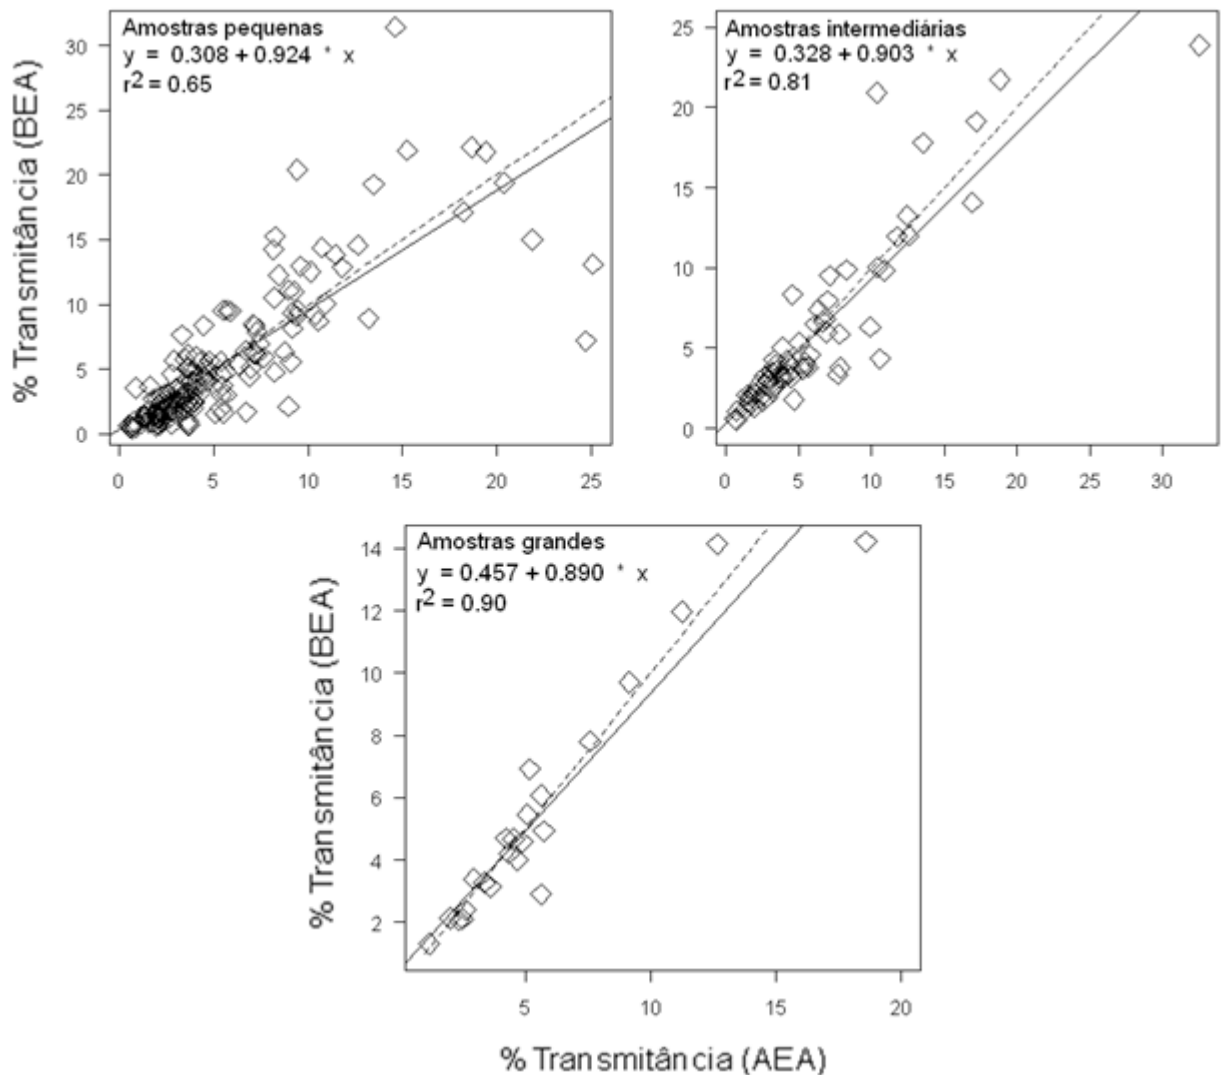 Amostras pequenas
y = 0.308 + 0.924 * x
r2 = 0.65
% Transmitância (BEA)
30
25
20
15
10
5
0
0 5 10 15 20 25
Amostras intermediárias
y = 0.328 + 0.903 * x
r2 = 0.81
25
20
15
10
5
0
0 5 10 15 20 25 30
Amostras grandes
y = 0.457 + 0.890 * x
r2 = 0.90
% Transmitância (BEA)
14
12
10
8
6
4
2
5 10 15 20
% Transmitância (AEA)